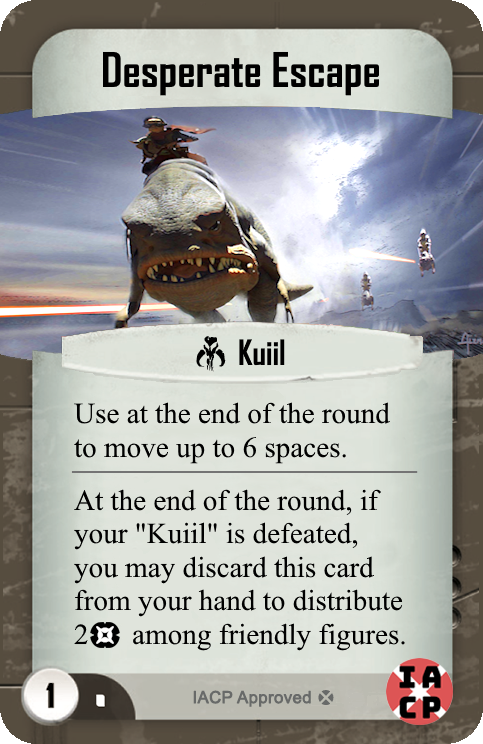 Desperate Escape
Kuiil
Use at the end of the round
to move up to 6 spaces.
At the end of the round, if
your "Kuiil" is defeated,
you may discard this card
from your hand to distribute
2 among friendly figures.
1
IACP Approved
IA
CP